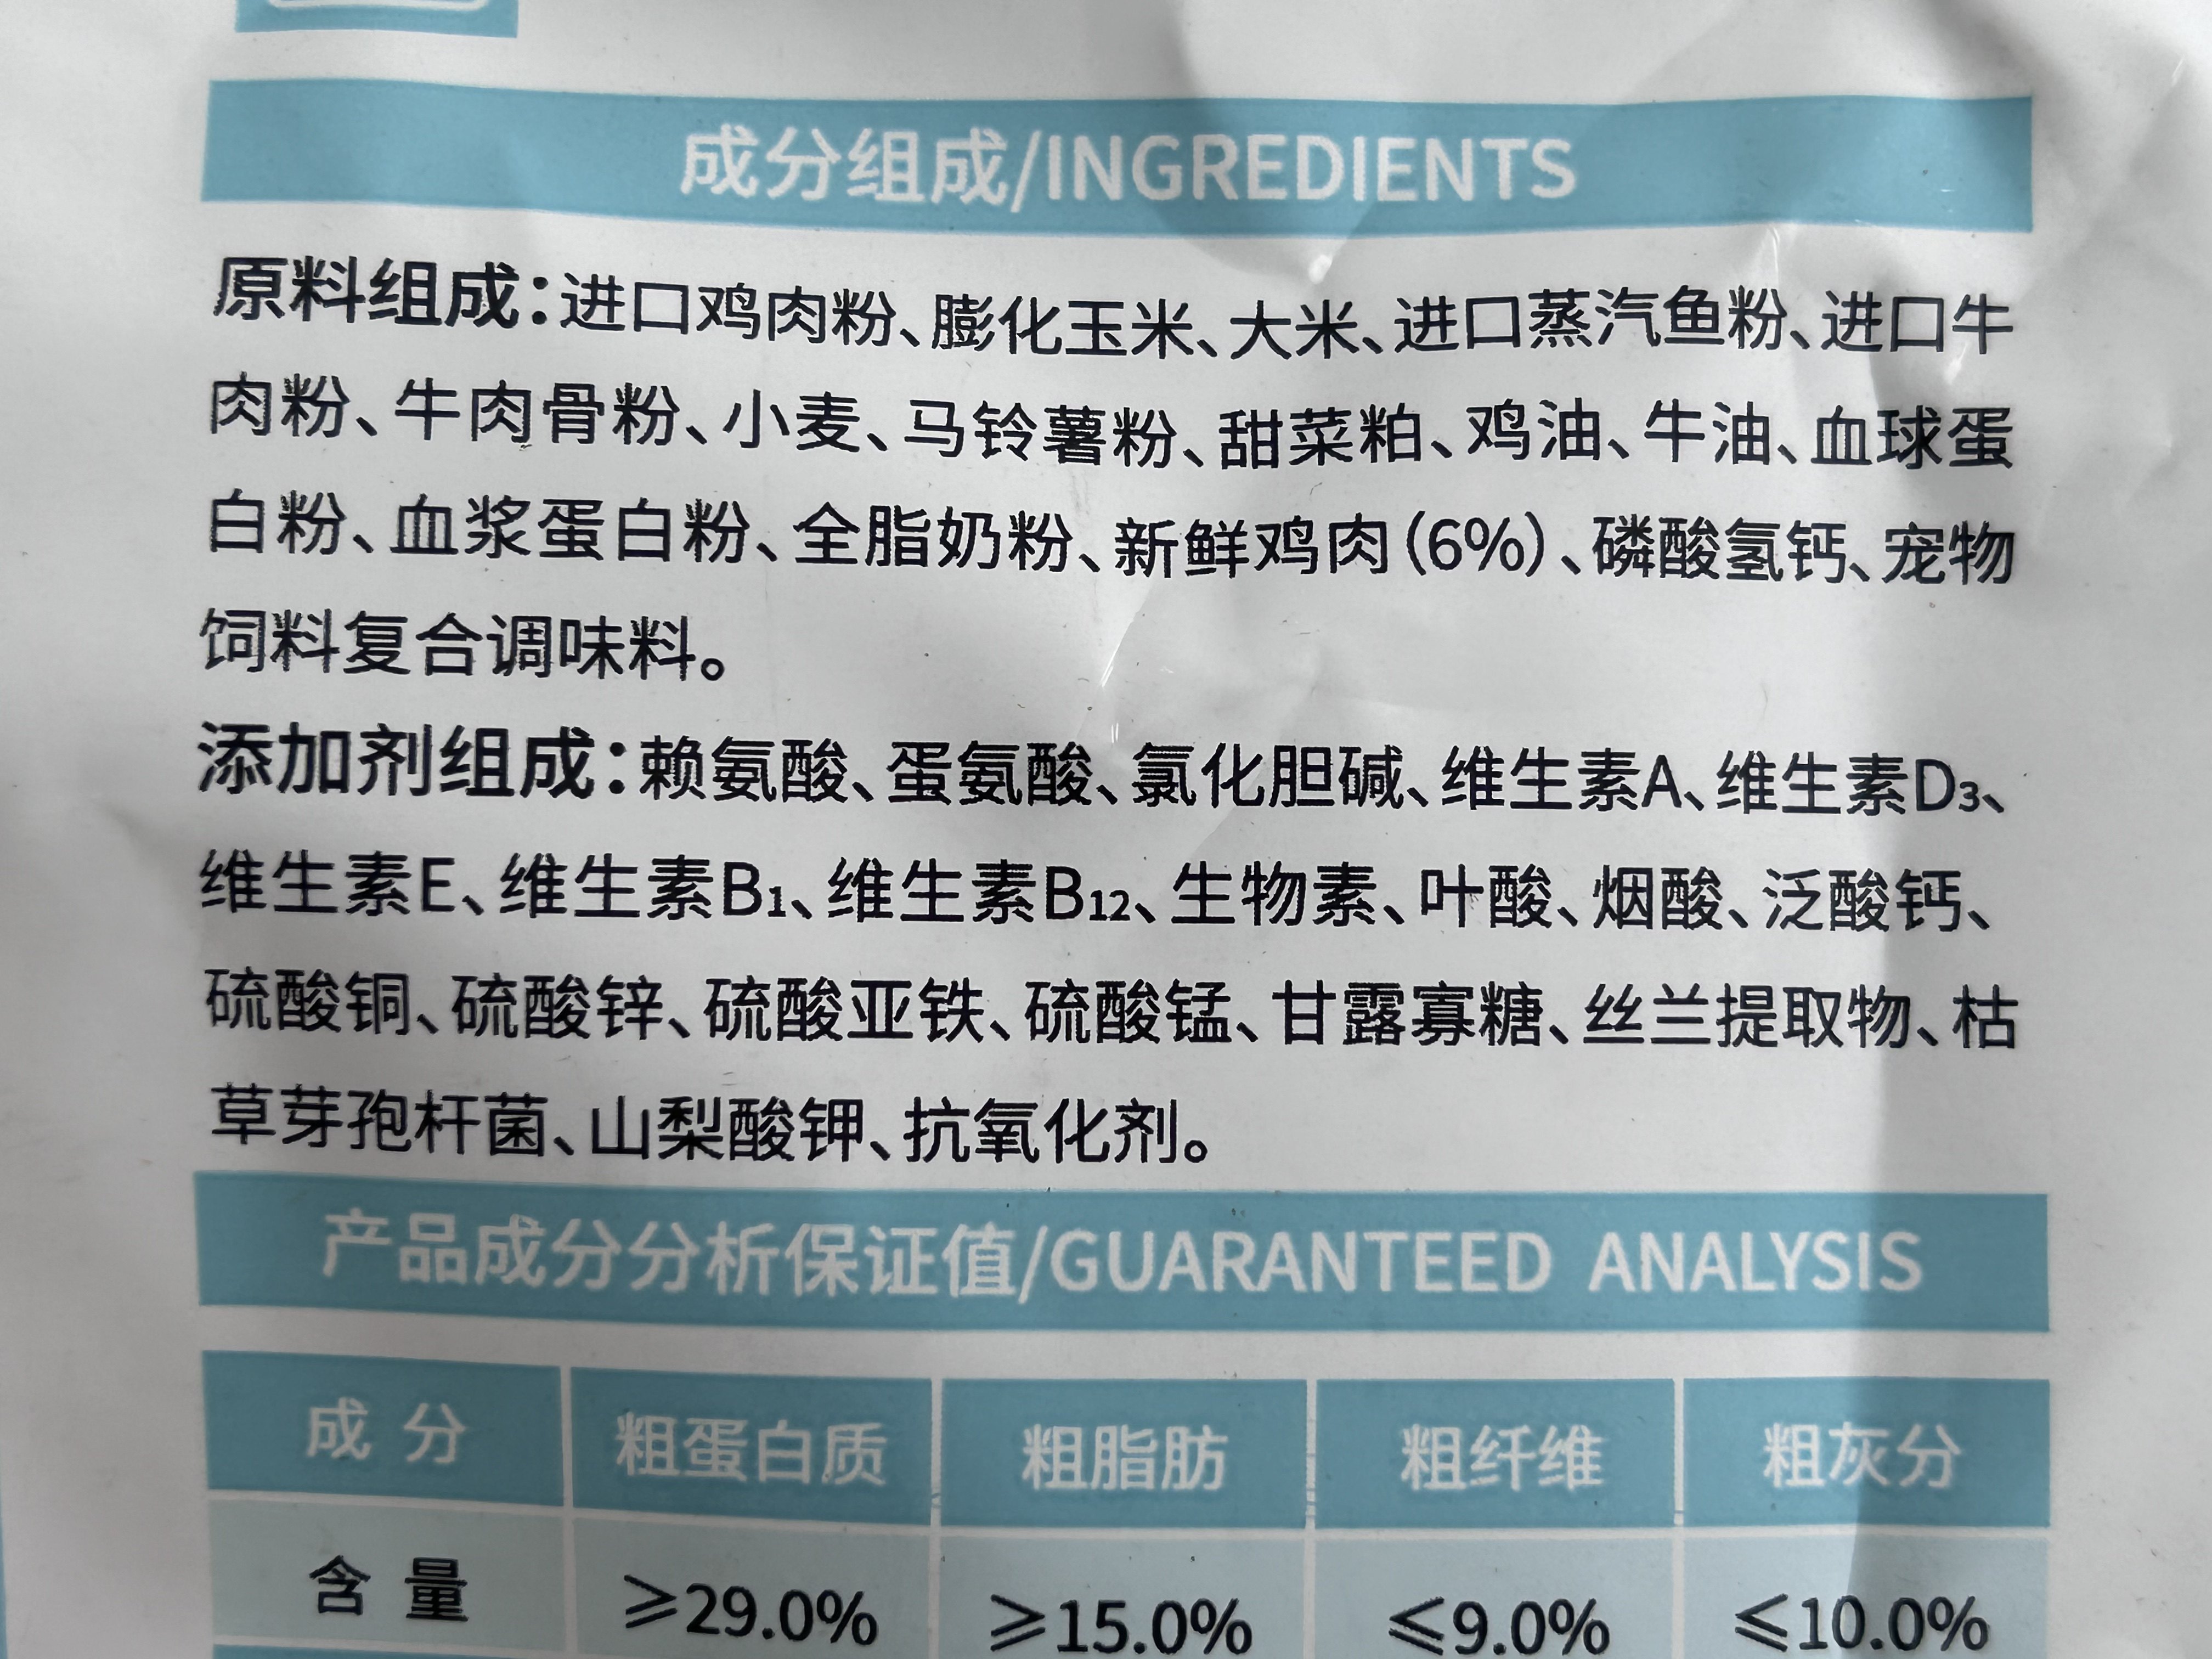 成分组成/INGREDIENTS
原料组成：进口鸡肉粉、膨化玉米、大米、进口蒸汽鱼粉、进口牛
肉粉、牛肉骨粉、小麦、马铃薯粉、甜菜粕、鸡油、牛油、血球蛋
白粉、血浆蛋白粉、全脂奶粉、新鲜鸡肉(6%)、磷酸氢钙、宠物
饲料复合调味料。
添加剂组成：赖氨酸、蛋氨酸、氯化胆碱、维生素A、维生素D₃、
维生素E、维生素B₁、维生素B₁₂、生物素、叶酸、烟酸、泛酸钙、
硫酸铜、硫酸锌、硫酸亚铁、硫酸锰、甘露寡糖、丝兰提取物、枯
草芽孢杆菌、山梨酸钾、抗氧化剂。
产品成分分析保证值/GUARANTEED ANALYSIS
成分 粗蛋白质 粗脂肪 粗纤维 粗灰分
含量 ≥29.0% ≥15.0% ≤9.0% ≤10.0%